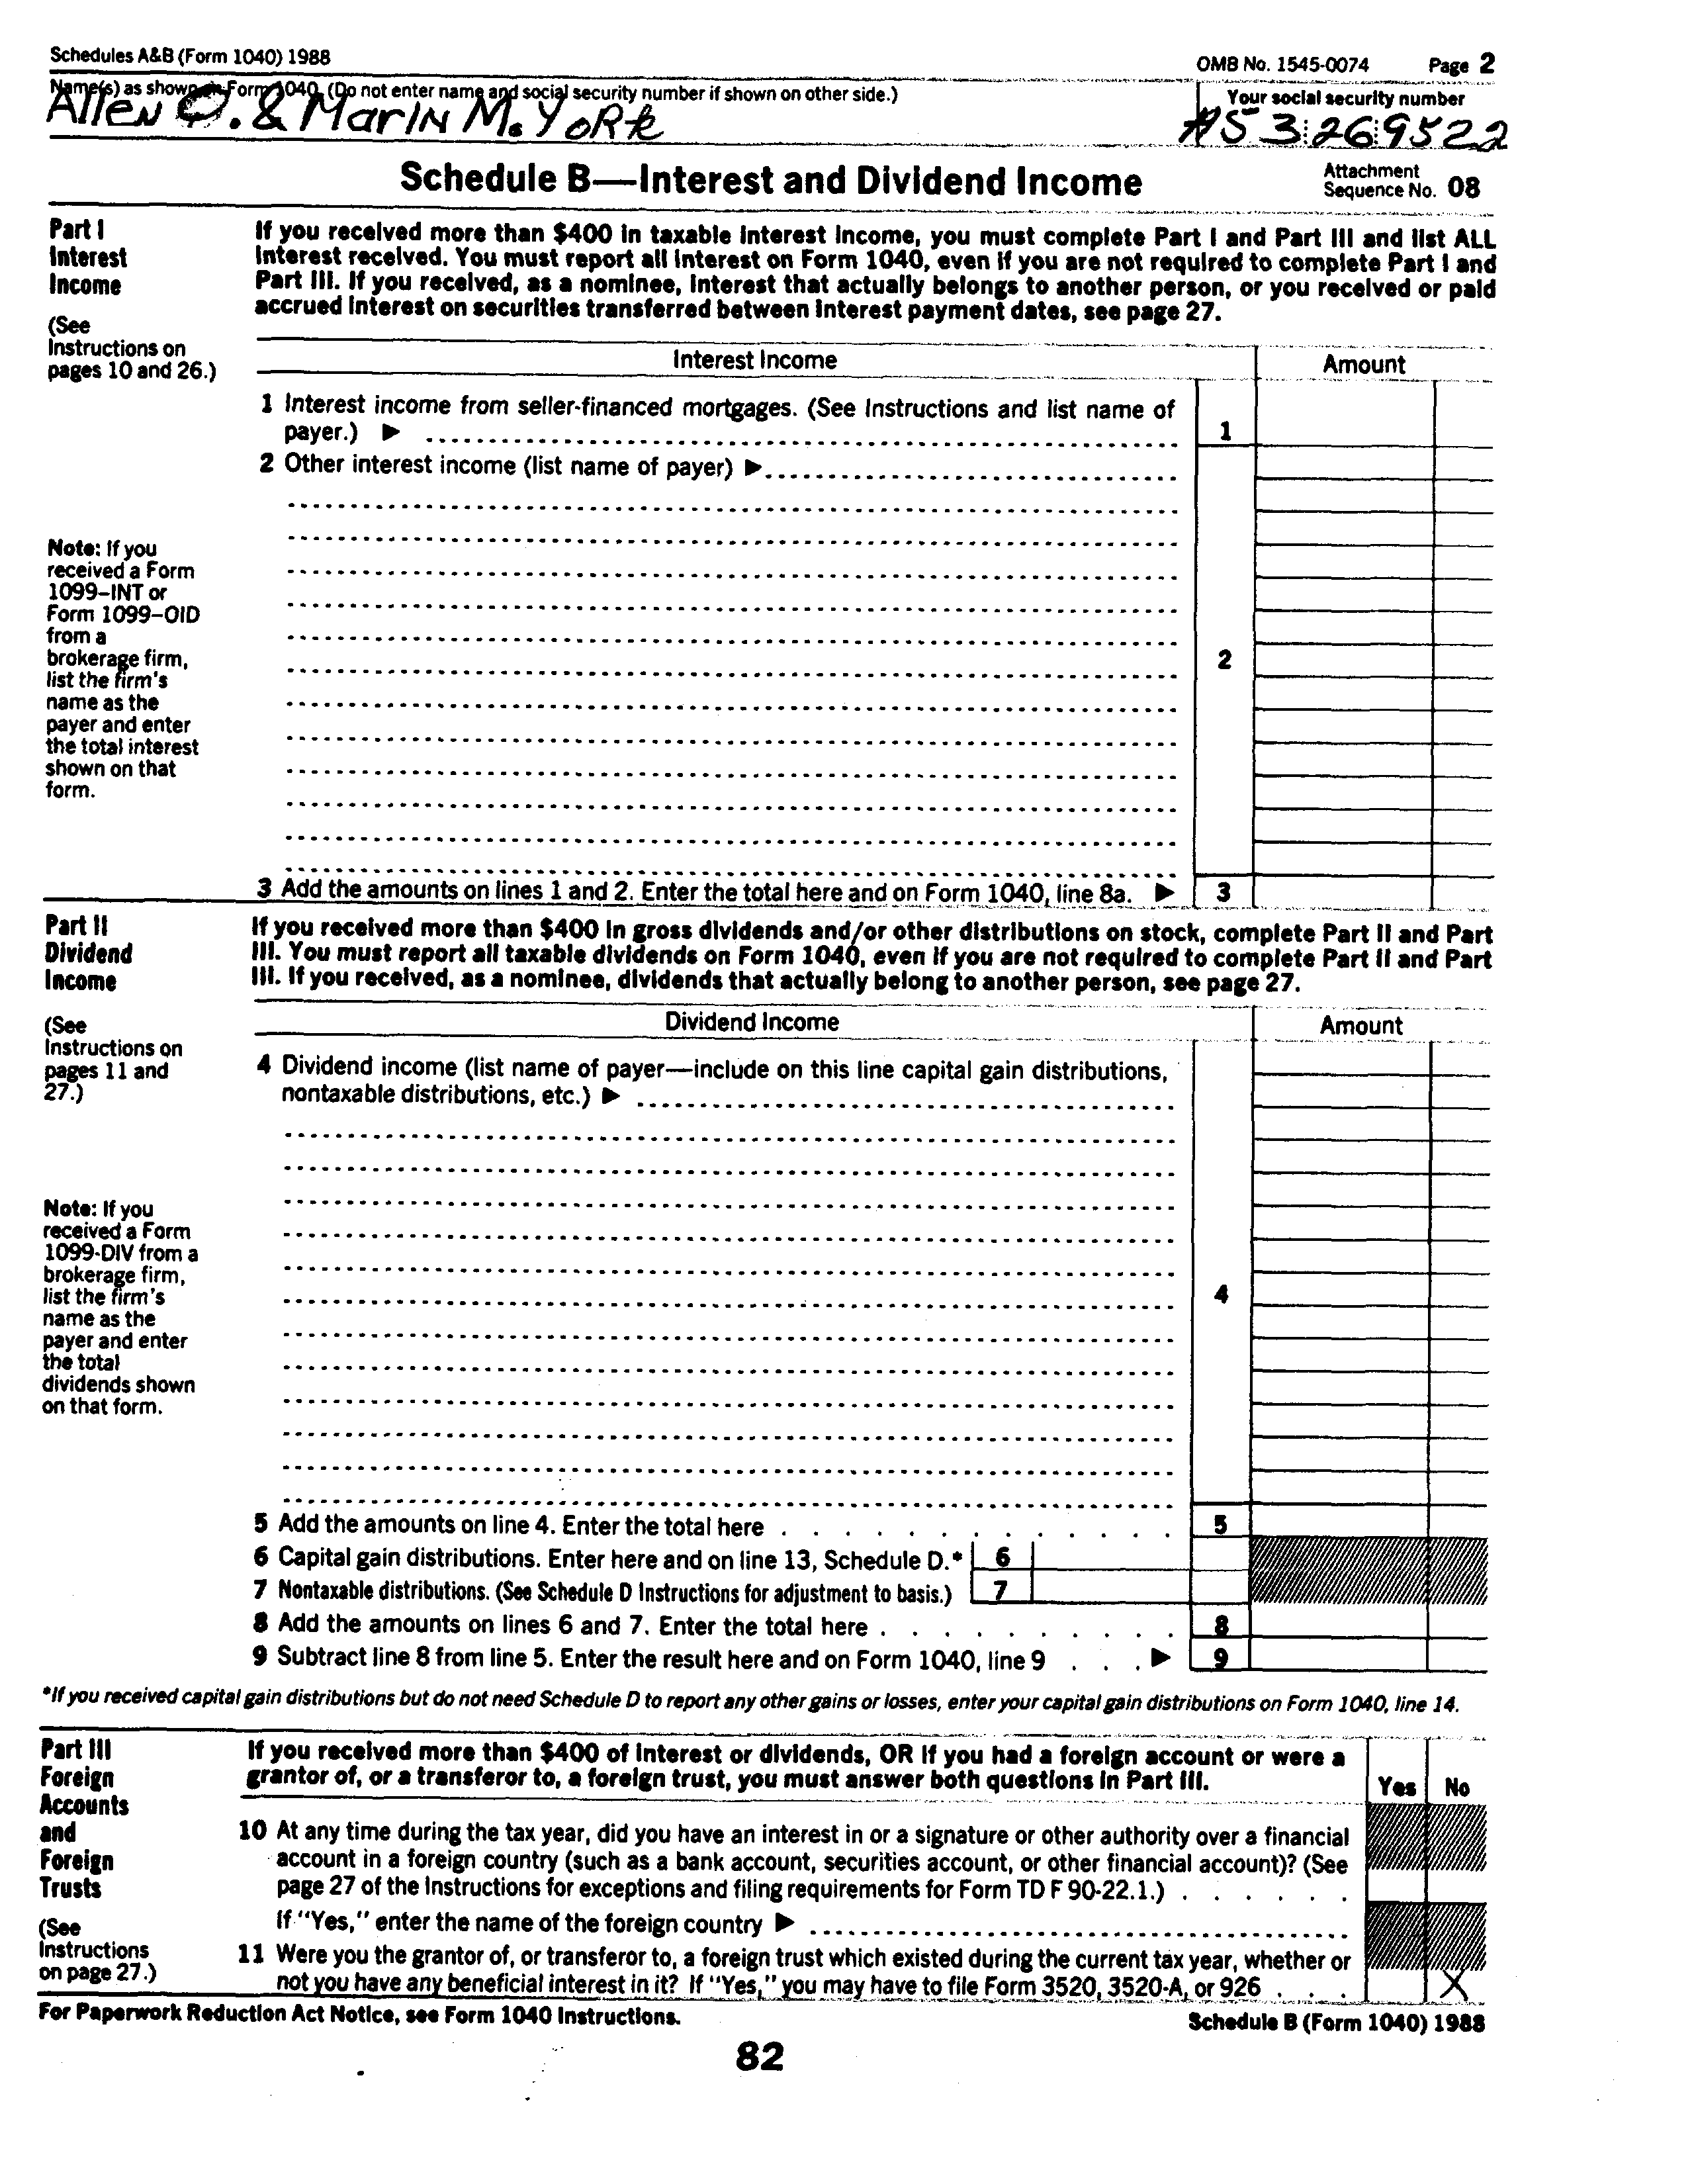 Schedules A&B (Form 1040) 1988
OMB No. 1545-0074 Page 2
Name(s) as shown on Form 1040. (Do not enter name and social security number if shown on other side.)
Your social security number
Allen Q. & Marin M. York
53 26 9522
Schedule B—Interest and Dividend Income
Attachment
Sequence No. 08
Part I
Interest
Income
(See
Instructions on
pages 10 and 26.)
If you received more than $400 in taxable interest income, you must complete Part I and Part III and list ALL
interest received. You must report all interest on Form 1040, even if you are not required to complete Part I and
Part III. If you received, as a nominee, interest that actually belongs to another person, or you received or paid
accrued interest on securities transferred between interest payment dates, see page 27.
Interest Income
Amount
1 Interest income from seller-financed mortgages. (See Instructions and list name of
payer.) ▶
1
2 Other interest income (list name of payer) ▶
Note: If you
received a Form
1099–INT or
Form 1099–OID
from a
brokerage firm,
list the firm's
name as the
payer and enter
the total interest
shown on that
form.
2
3 Add the amounts on lines 1 and 2. Enter the total here and on Form 1040, line 8a. ▶ 3
Part II
Dividend
Income
(See
Instructions on
pages 11 and
27.)
If you received more than $400 in gross dividends and/or other distributions on stock, complete Part II and Part
III. You must report all taxable dividends on Form 1040, even if you are not required to complete Part II and Part
III. If you received, as a nominee, dividends that actually belong to another person, see page 27.
Dividend Income
Amount
4 Dividend income (list name of payer—include on this line capital gain distributions,
nontaxable distributions, etc.) ▶
Note: If you
received a Form
1099-DIV from a
brokerage firm,
list the firm's
name as the
payer and enter
the total
dividends shown
on that form.
4
5 Add the amounts on line 4. Enter the total here 5
6 Capital gain distributions. Enter here and on line 13, Schedule D.* 6
7 Nontaxable distributions. (See Schedule D Instructions for adjustment to basis.) 7
8 Add the amounts on lines 6 and 7. Enter the total here 8
9 Subtract line 8 from line 5. Enter the result here and on Form 1040, line 9 ▶ 9
*If you received capital gain distributions but do not need Schedule D to report any other gains or losses, enter your capital gain distributions on Form 1040, line 14.
Part III
Foreign
Accounts
and
Foreign
Trusts
(See
Instructions
on page 27.)
If you received more than $400 of interest or dividends, OR if you had a foreign account or were a
grantor of, or a transferor to, a foreign trust, you must answer both questions in Part III.
Yes No
10 At any time during the tax year, did you have an interest in or a signature or other authority over a financial
account in a foreign country (such as a bank account, securities account, or other financial account)? (See
page 27 of the Instructions for exceptions and filing requirements for Form TD F 90-22.1.)
If "Yes," enter the name of the foreign country ▶
11 Were you the grantor of, or transferor to, a foreign trust which existed during the current tax year, whether or
not you have any beneficial interest in it? If "Yes," you may have to file Form 3520, 3520-A, or 926 X
For Paperwork Reduction Act Notice, see Form 1040 Instructions.
Schedule B (Form 1040) 1988
82